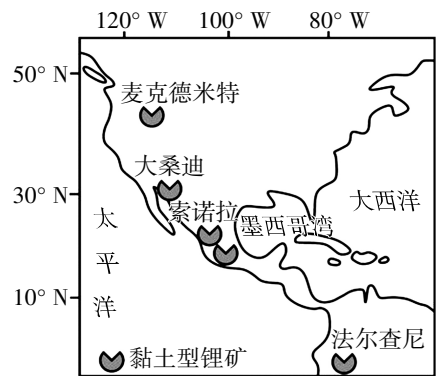 120° W 100° W 80° W
50° N
麦克德米特
大桑迪
30° N
索诺拉
墨西哥湾
大西洋
太平洋
10° N
法尔查尼
黏土型锂矿